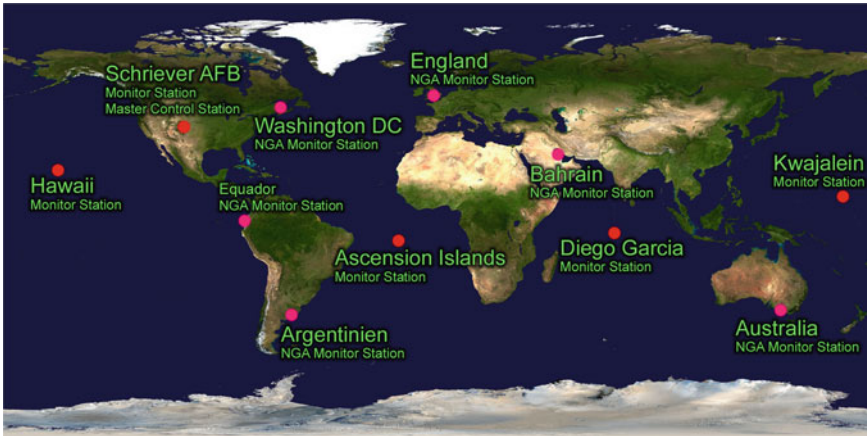 England
NGA Monitor Station
Schriever AFB
Monitor Station
Master Control Station
Washington DC
NGA Monitor Station
Hawaii
Monitor Station
Equador
NGA Monitor Station
Bahrain
NGA Monitor Station
Kwajalein
Monitor Station
Ascension Islands
Monitor Station
Diego Garcia
Monitor Station
Argentinien
NGA Monitor Station
Australia
NGA Monitor Station